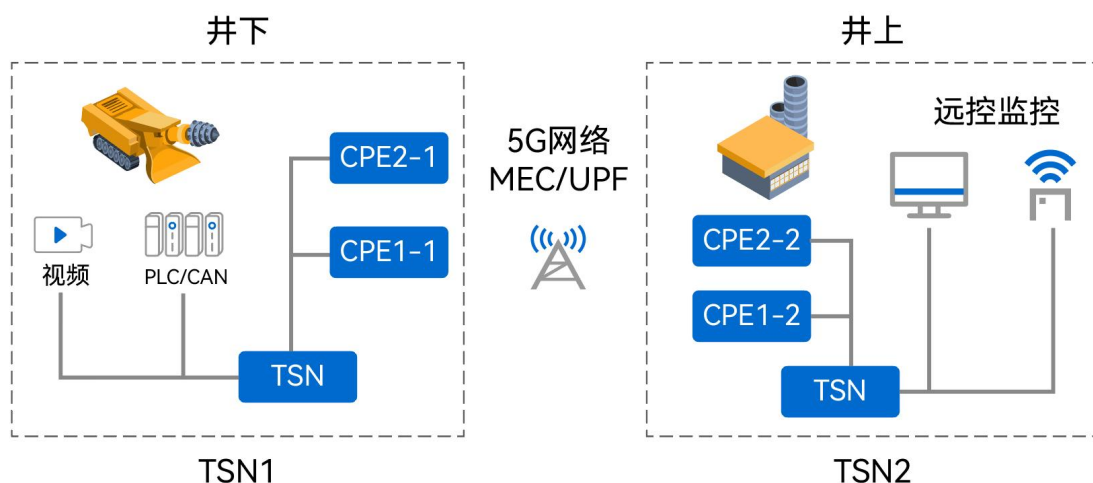 井下
CPE2-1
CPE1-1
视频
PLC/CAN
TSN
TSN1
5G网络
MEC/UPF
井上
远控监控
CPE2-2
CPE1-2
TSN
TSN2